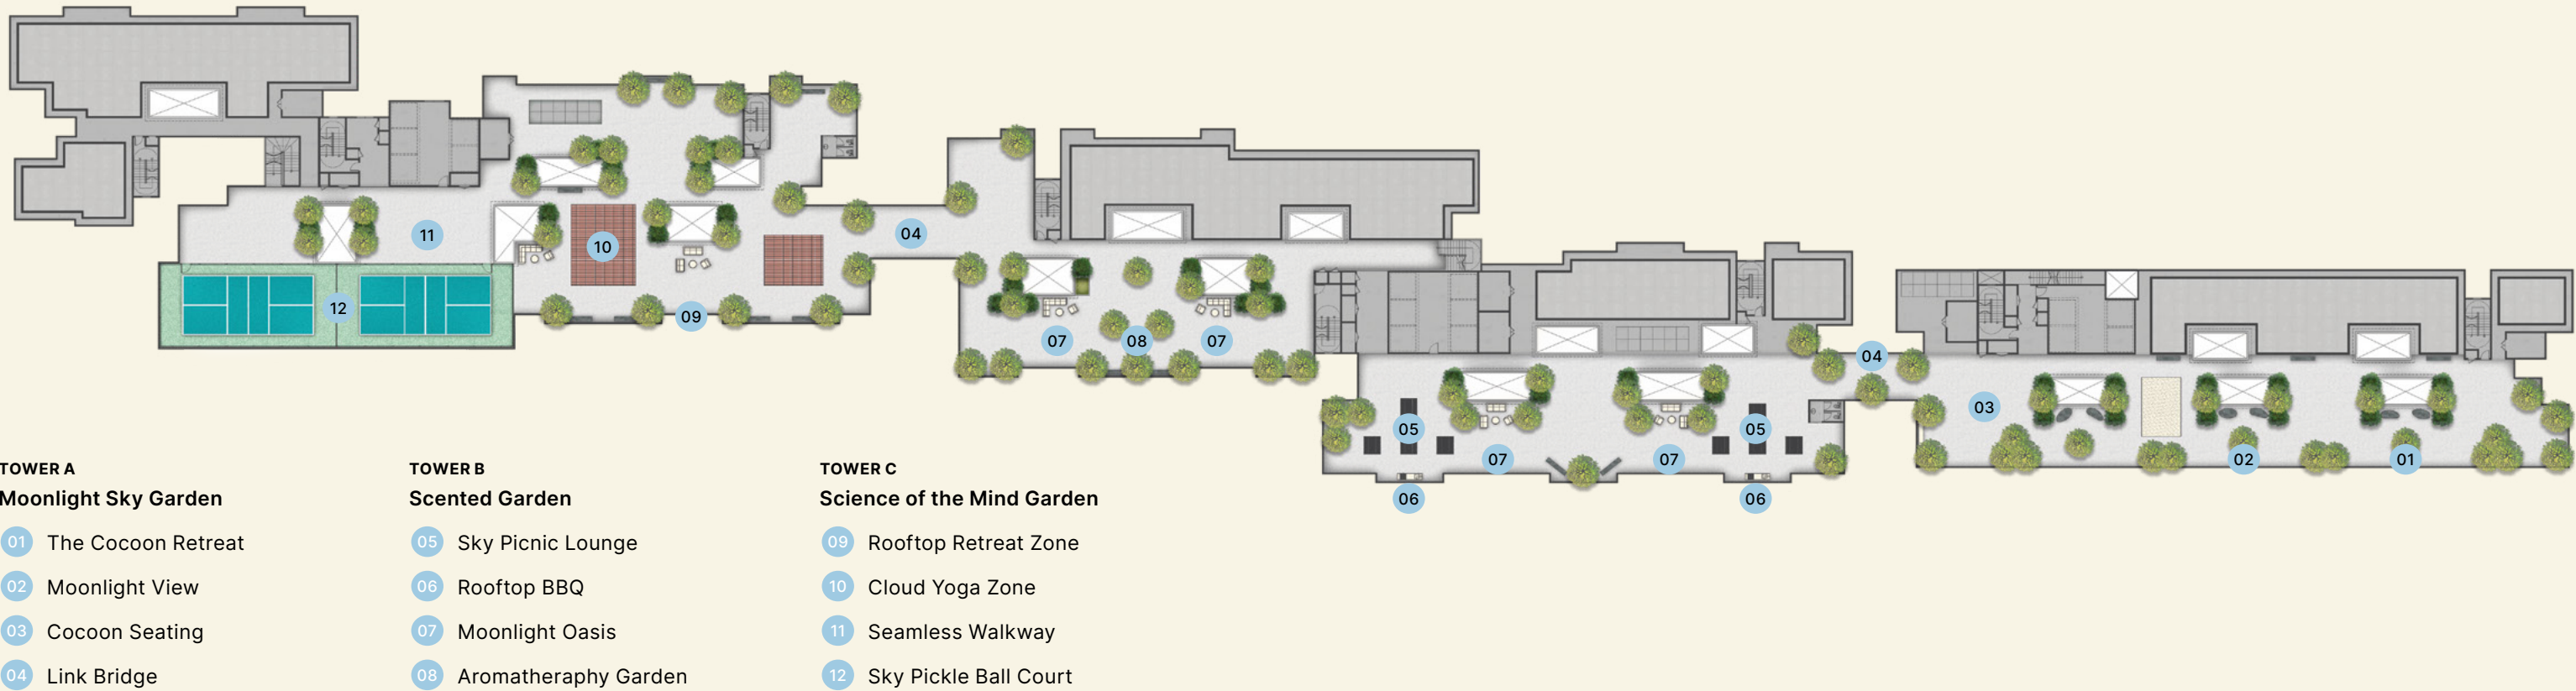 11
10
04
12
09
07
08
07
04
03
05
05
07
07
02
01
06
06
TOWER A
Moonlight Sky Garden
01 The Cocoon Retreat
02 Moonlight View
03 Cocoon Seating
04 Link Bridge
TOWER B
Scented Garden
05 Sky Picnic Lounge
06 Rooftop BBQ
07 Moonlight Oasis
08 Aromatheraphy Garden
TOWER C
Science of the Mind Garden
09 Rooftop Retreat Zone
10 Cloud Yoga Zone
11 Seamless Walkway
12 Sky Pickle Ball Court